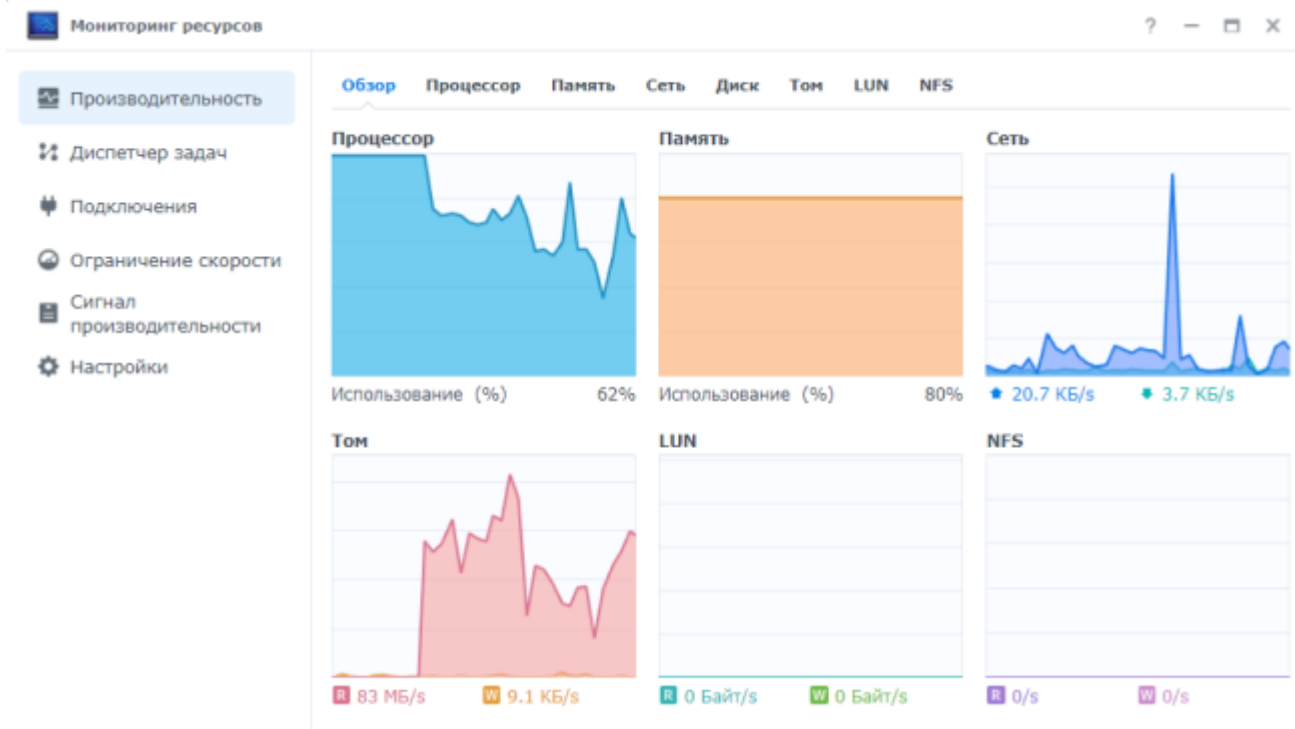 Мониторинг ресурсов
?
Производительность
Диспетчер задач
Подключения
Ограничение скорости
Сигнал
производительности
Настройки
Обзор Процессор Память Сеть Диск Том LUN NFS
Процессор
Использование (%) 62%
Память
Использование (%) 80%
Сеть
20.7 КБ/s 3.7 КБ/s
Том
R 83 МБ/s W 9.1 КБ/s
LUN
R 0 Байт/s W 0 Байт/s
NFS
R 0/s W 0/s